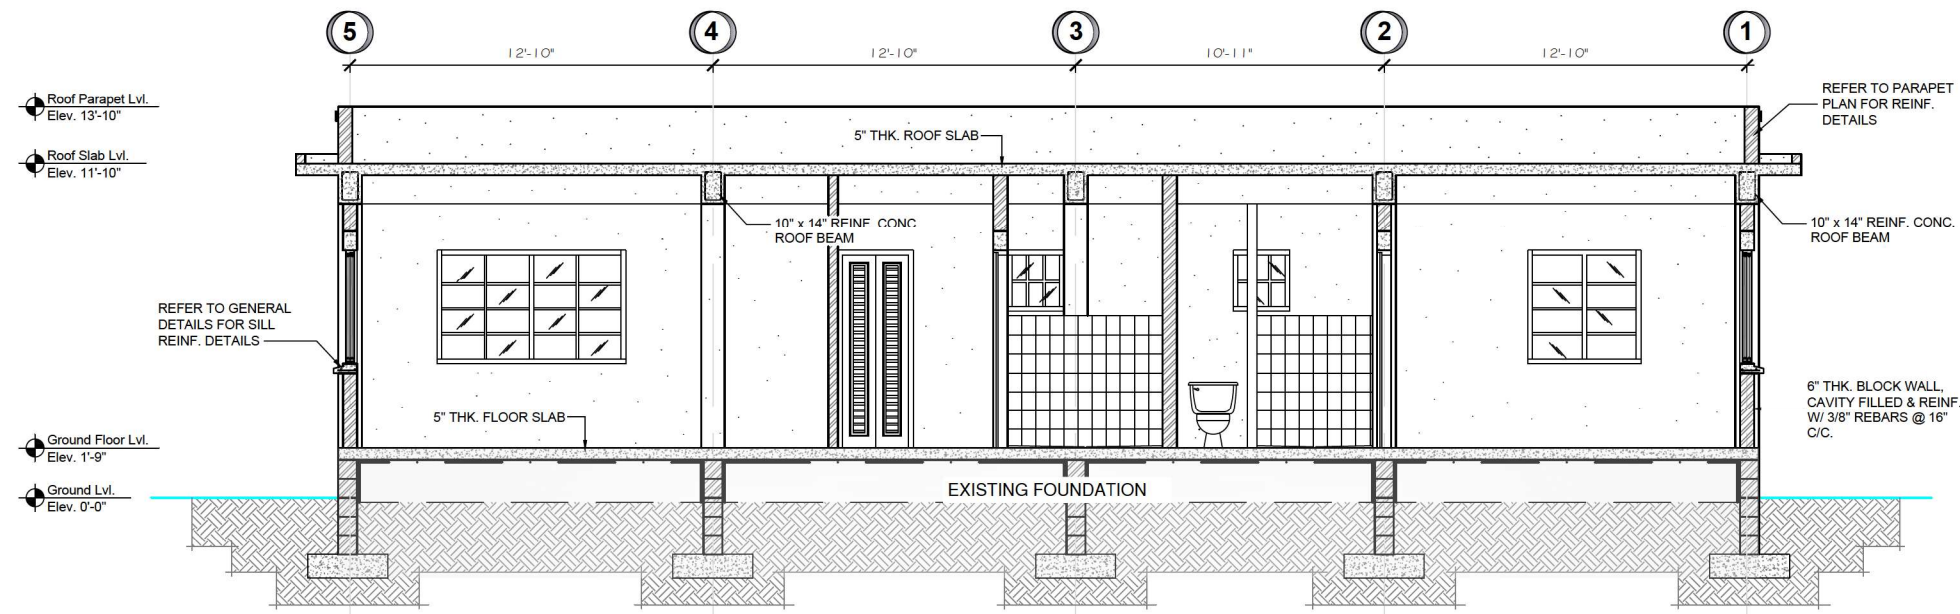 5 4 3 2 1
12'-10" 12'-10" 10'-11" 12'-10"
Roof Parapet Lvl.
Elev. 13'-10"
REFER TO PARAPET
PLAN FOR REINF.
DETAILS
5" THK. ROOF SLAB
Roof Slab Lvl.
Elev. 11'-10"
10" x 14" REINF. CONC
ROOF BEAM
10" x 14" REINF. CONC.
ROOF BEAM
REFER TO GENERAL
DETAILS FOR SILL
REINF. DETAILS
6" THK. BLOCK WALL,
CAVITY FILLED & REINF.
W/ 3/8" REBARS @ 16"
C/C.
5" THK. FLOOR SLAB
Ground Floor Lvl.
Elev. 1'-9"
Ground Lvl.
Elev. 0'-0"
EXISTING FOUNDATION